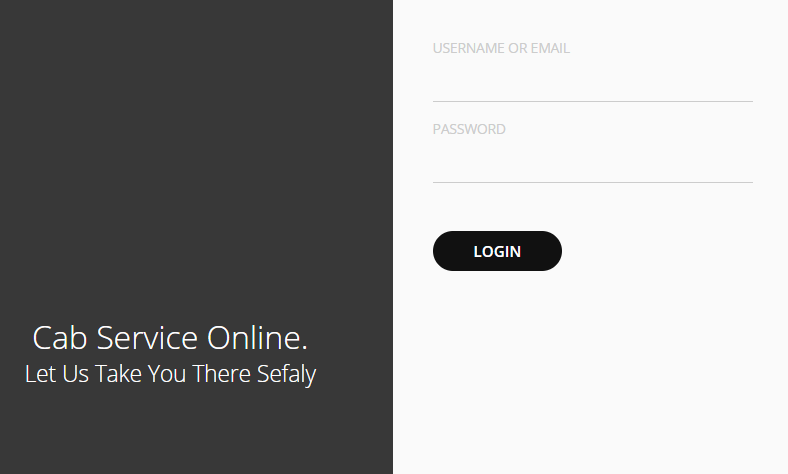 USERNAME OR EMAIL
PASSWORD
LOGIN
Cab Service Online.
Let Us Take You There Sefaly